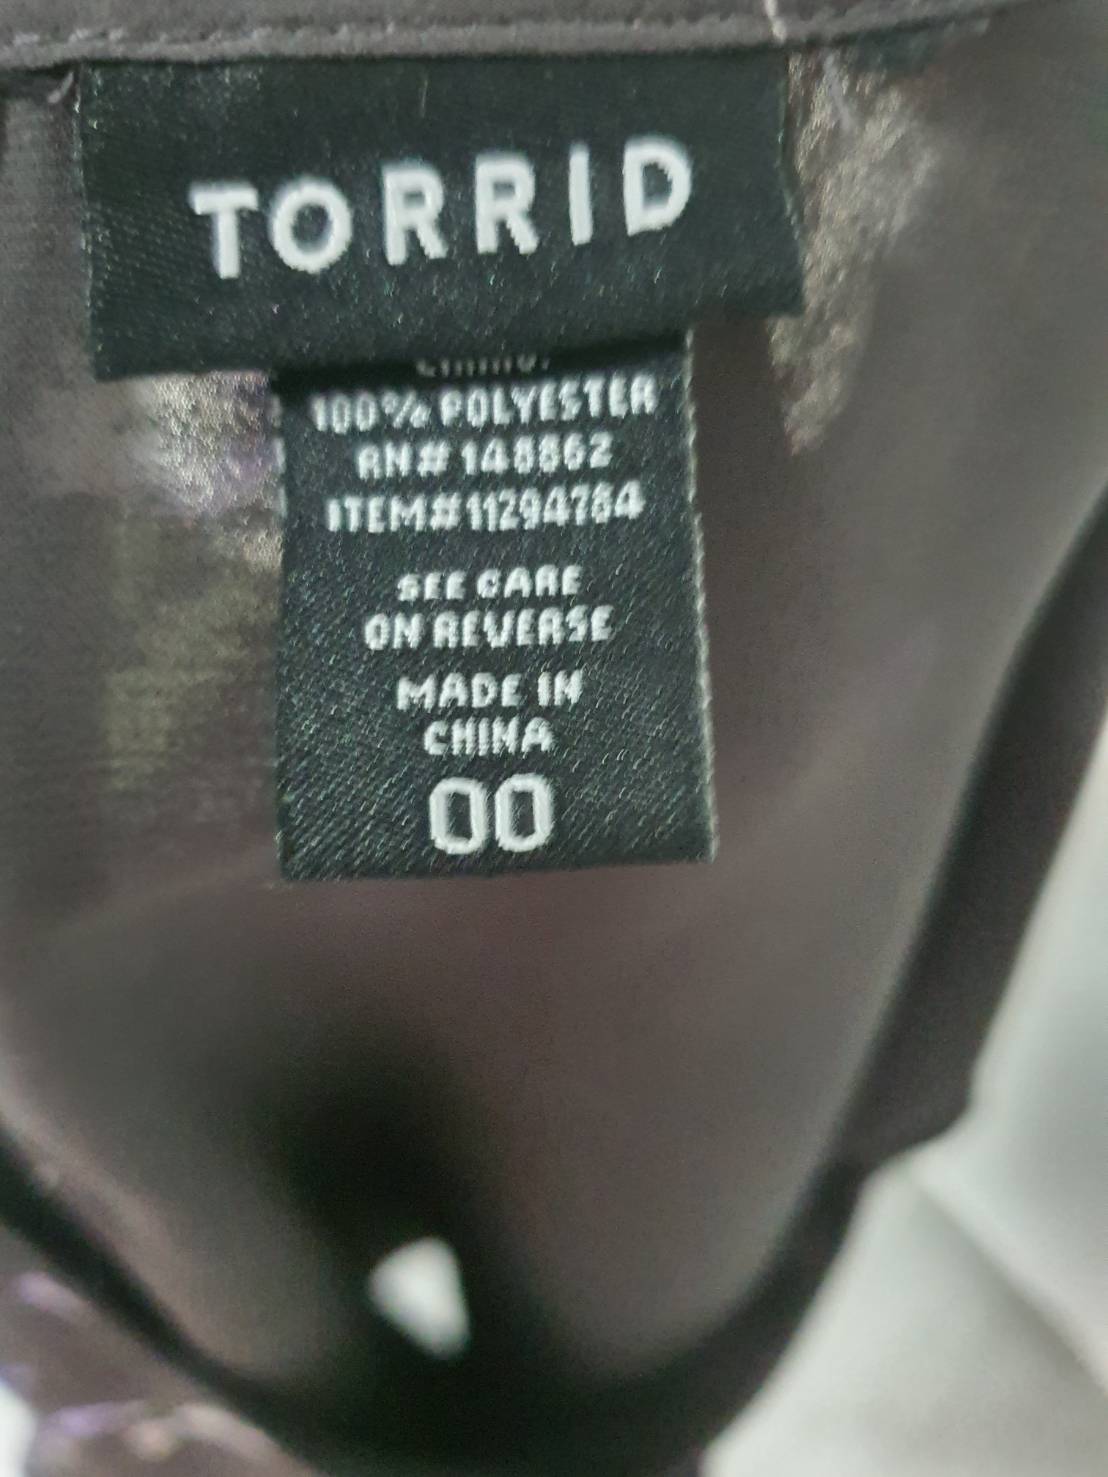 TORRID
100% POLYESTER
RN# 148862
ITEM# 11294784
SEE CARE
ON REVERSE
MADE IN
CHINA
00